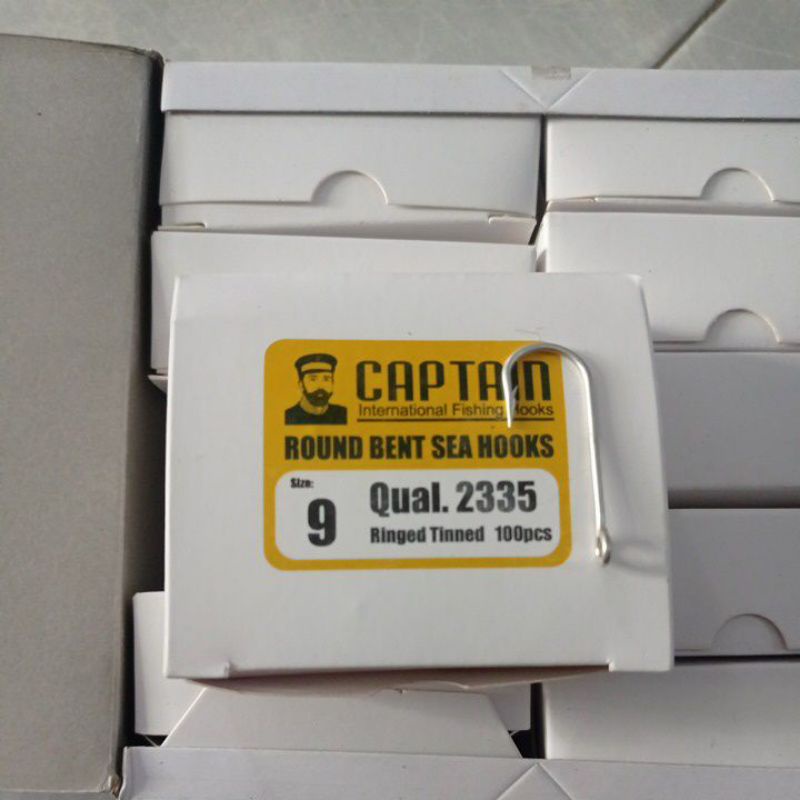 CAPTAIN
International Fishing Hooks
ROUND BENT SEA HOOKS
Size:
9
Qual. 2335
Ringed Tinned 100pcs